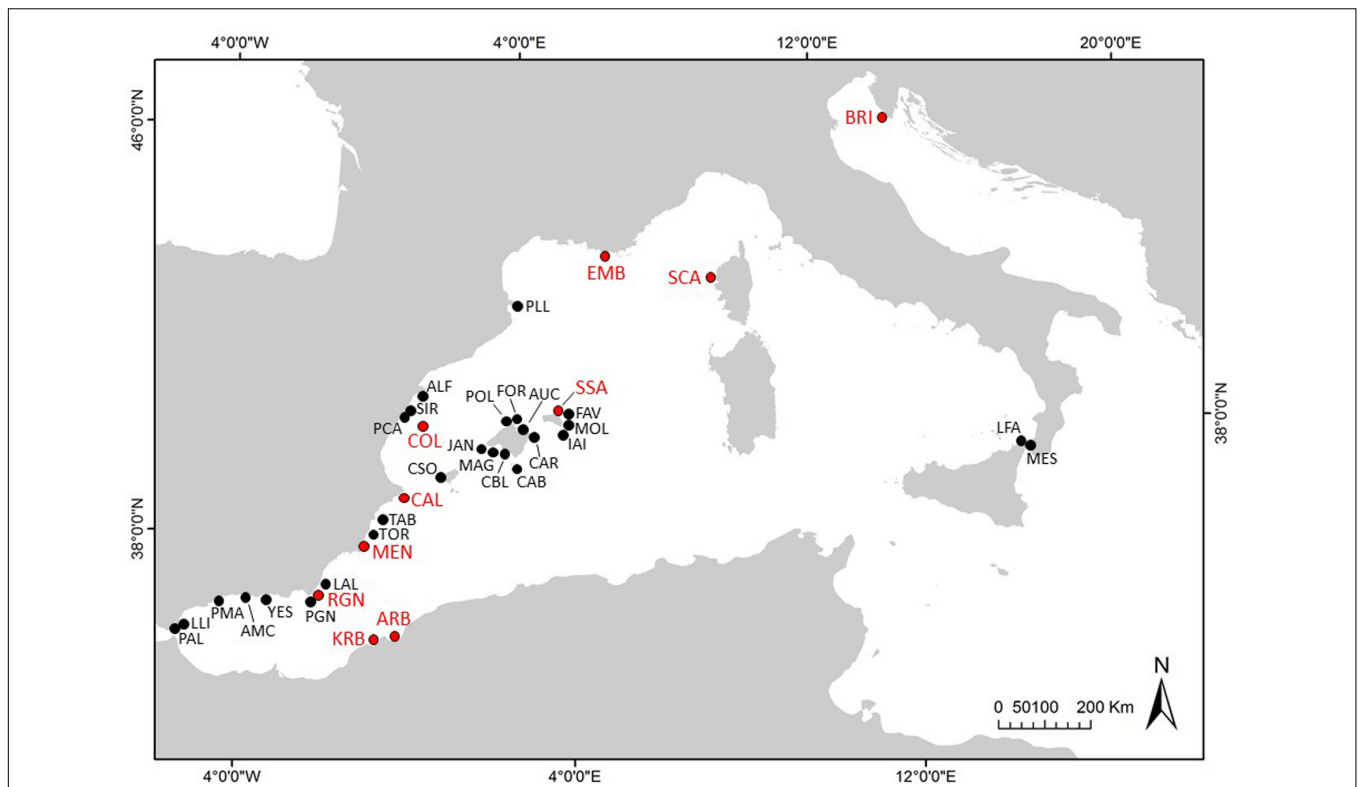 4°0'0"W
4°0'0"E
12°0'0"E
20°0'0"E
46°0'0"N
BRI
EMB
SCA
PLL
ALF
SIR
PCA
COL
POL
FOR
AUC
SSA
FAV
MOL
IAI
JAN
MAG
CBL
CAR
CAB
CSO
38°0'0"N
LFA
MES
CAL
38°0'0"N
TAB
TOR
MEN
LAL
RGN
PGN
PMA
AMC
YES
LLI
PAL
ARB
KRB
N
0 50100 200 Km
4°0'0"W
4°0'0"E
12°0'0"E